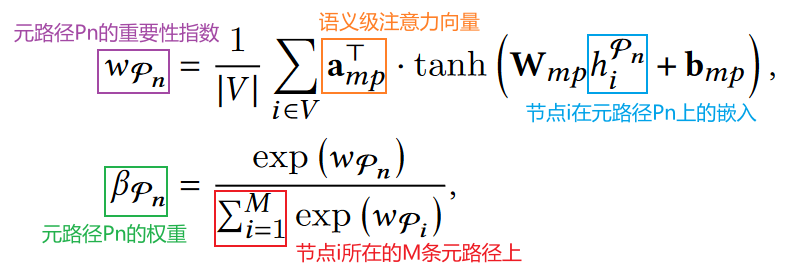 元路径Pn的重要性指数 语义级注意力向量
w_{\mathcal{P}_n} = \frac{1}{|V|} \sum_{i \in V} \mathbf{a}_{mp}^{\top} \cdot \tanh \left( \mathbf{W}_{mp} h_i^{\mathcal{P}_n} + \mathbf{b}_{mp} \right),
节点i在元路径Pn上的嵌入
\beta_{\mathcal{P}_n} = \frac{\exp \left( w_{\mathcal{P}_n} \right)}{\sum_{i=1}^{M} \exp \left( w_{\mathcal{P}_i} \right)},
元路径Pn的权重 节点i所在的M条元路径上